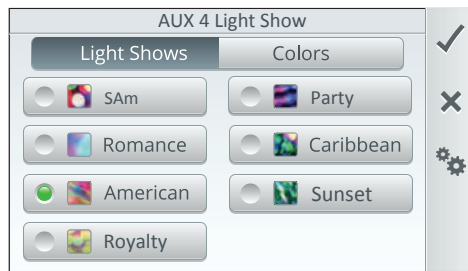 AUX 4 Light Show
Light Shows Colors
SAm Party
Romance Caribbean
American Sunset
Royalty